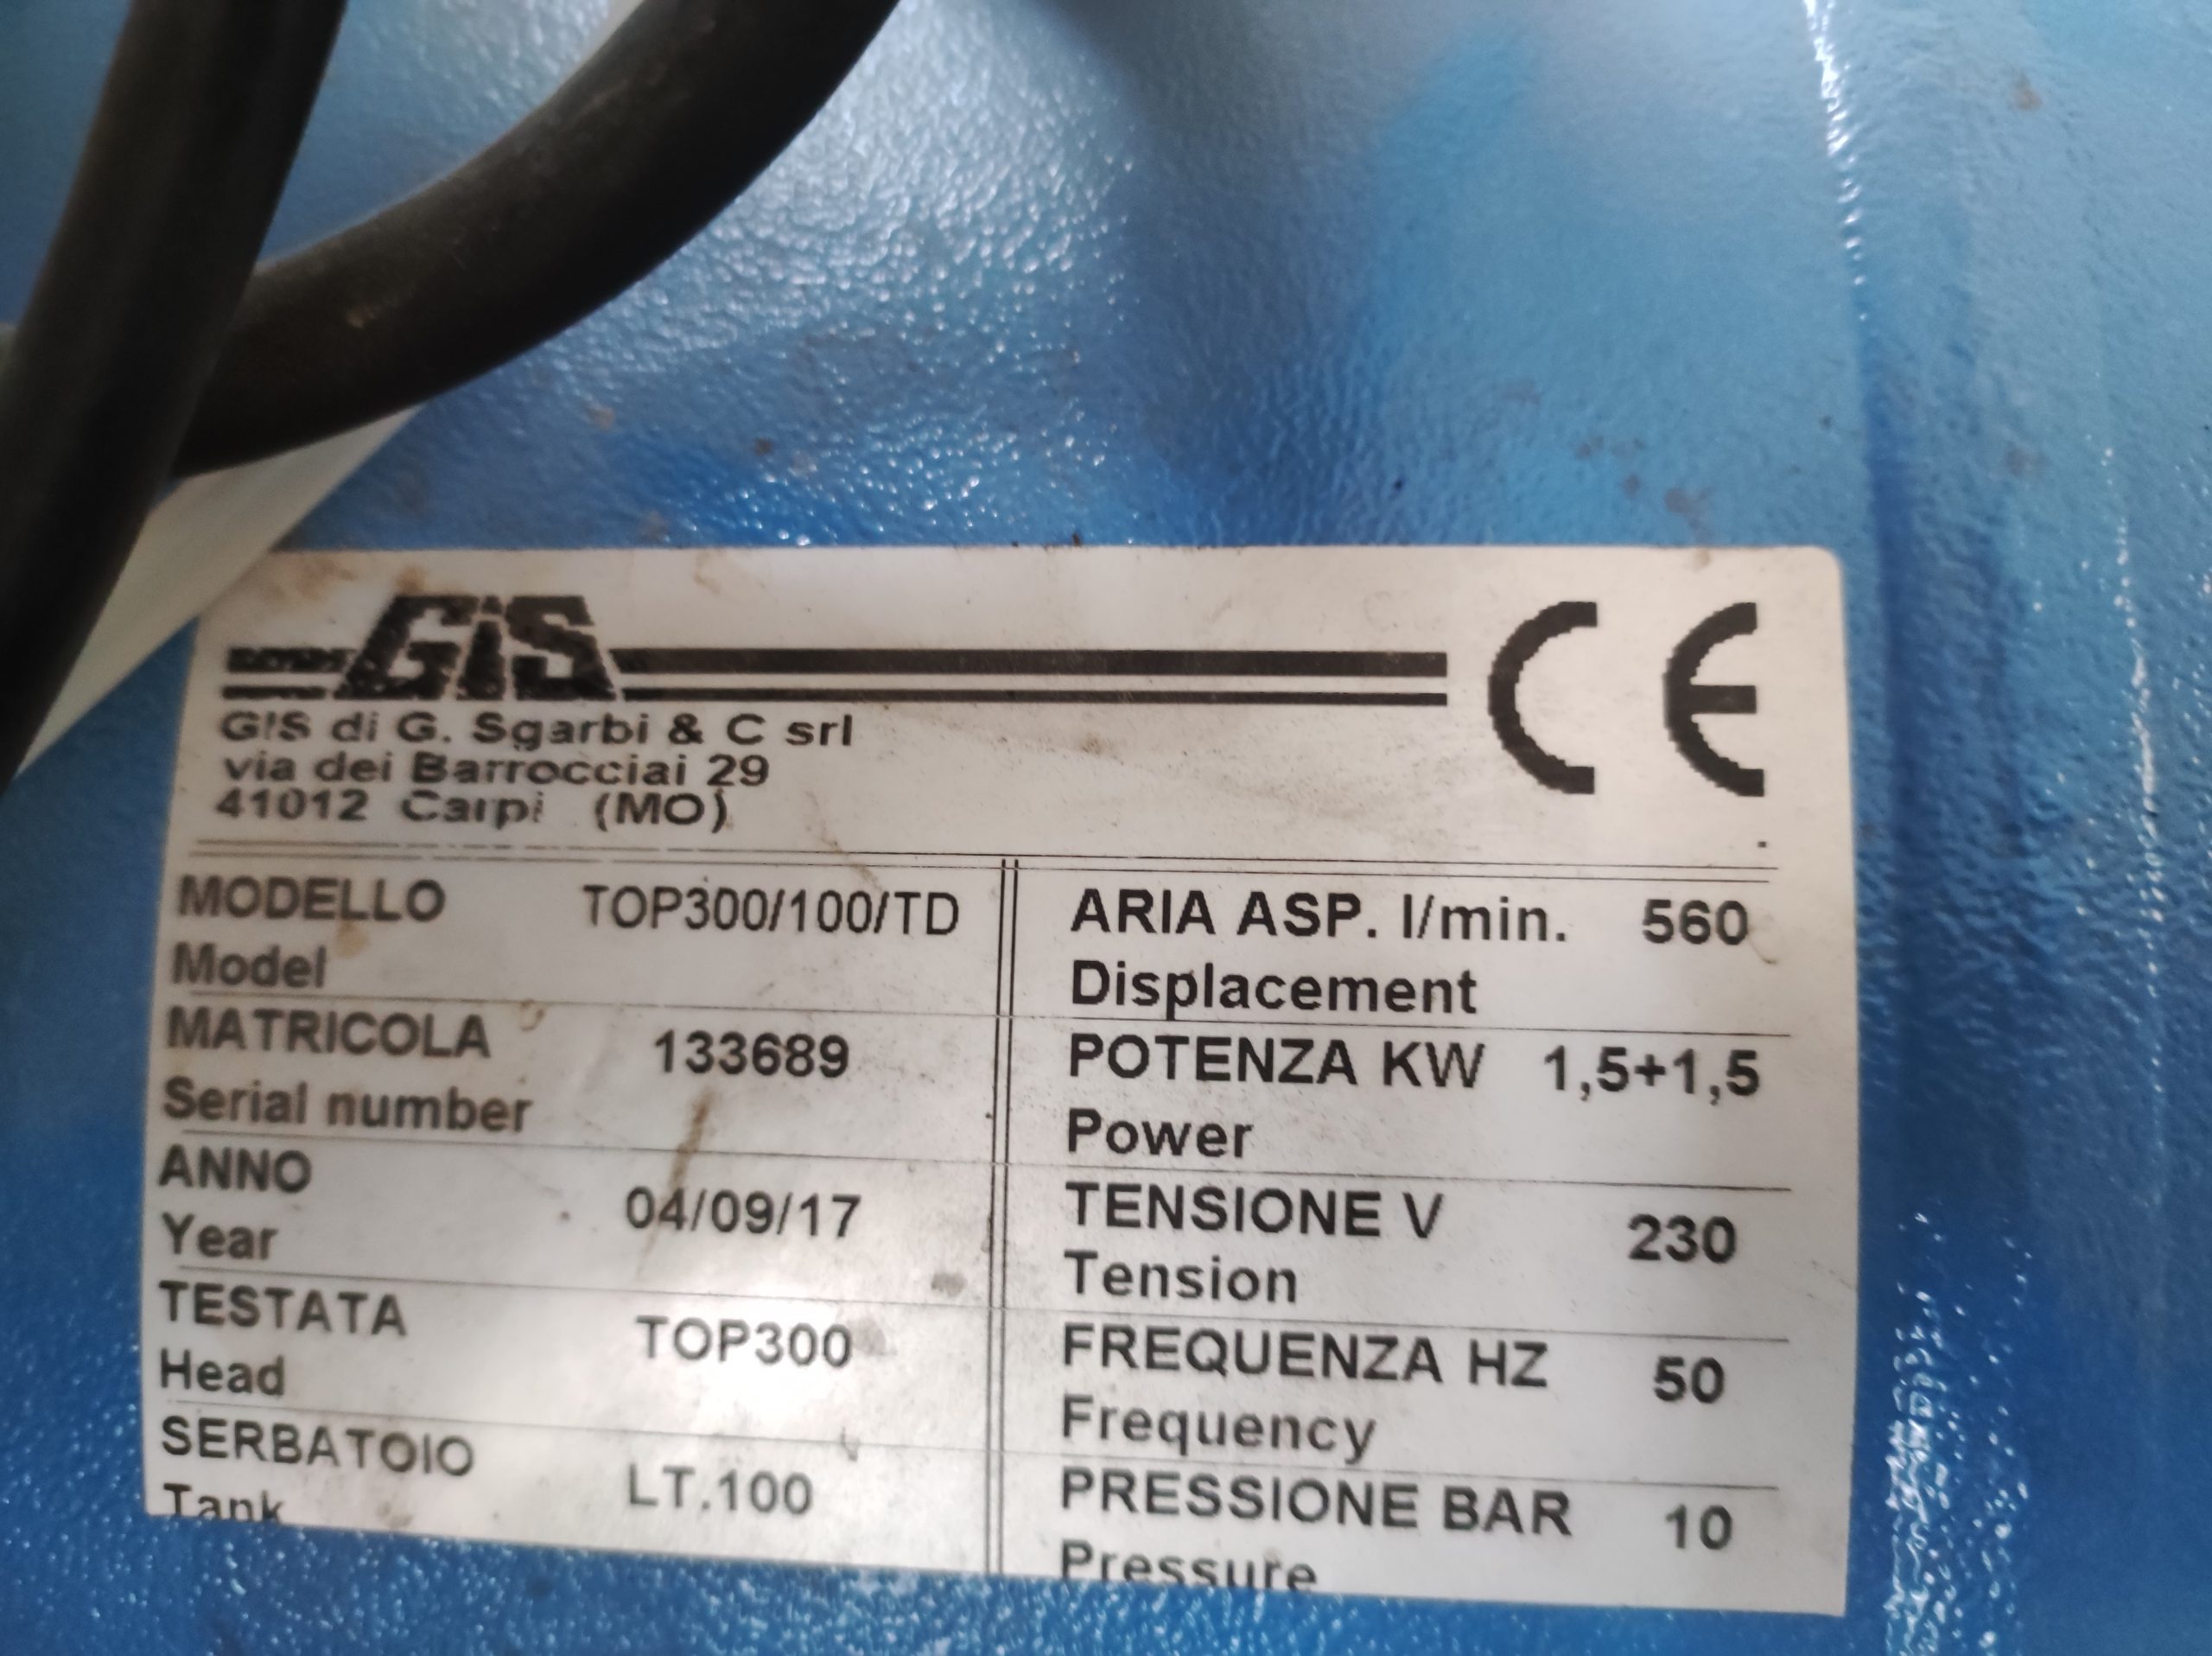 GiS
CE
GIS di G. Sgarbi & C srl
via dei Barrocciai 29
41012 Carpi (MO)
MODELLO TOP300/100/TD
Model
MATRICOLA 133689
Serial number
ANNO 04/09/17
Year
TESTATA TOP300
Head
SERBATOIO LT.100
Tank
ARIA ASP. l/min. 560
Displacement
POTENZA KW 1,5+1,5
Power
TENSIONE V 230
Tension
FREQUENZA HZ 50
Frequency
PRESSIONE BAR 10
Pressure